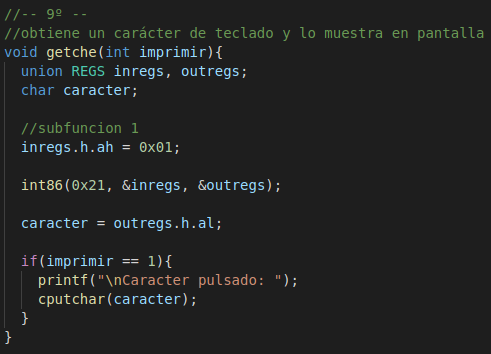 //-- 9º --
//obtiene un carácter de teclado y lo muestra en pantalla
void getche(int imprimir){
  union REGS inregs, outregs;
  char caracter;

  //subfuncion 1
  inregs.h.ah = 0x01;

  int86(0x21, &inregs, &outregs);

  caracter = outregs.h.al;

  if(imprimir == 1){
    printf("\nCaracter pulsado: ");
    cputchar(caracter);
  }
}